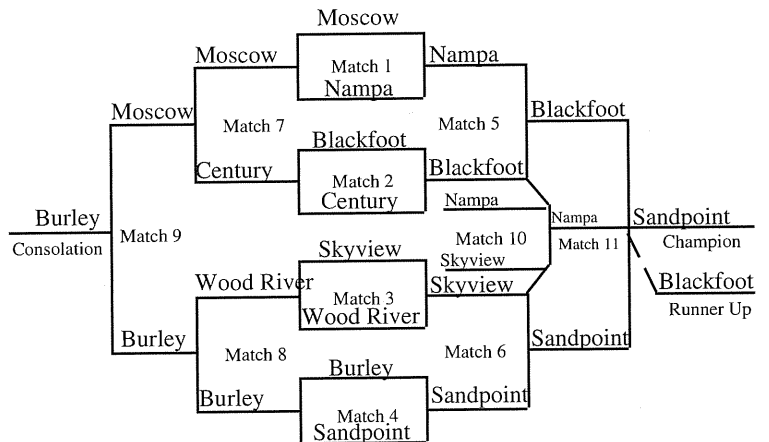 Moscow
Moscow
Match 1
Nampa
Nampa
Moscow
Match 7
Blackfoot
Match 5
Blackfoot
Century
Match 2
Century
Blackfoot
Nampa
Burley
Consolation
Match 9
Match 10
Nampa
Match 11
Sandpoint
Champion
Skyview
Skyview
Wood River
Match 3
Wood River
Skyview
Blackfoot
Runner Up
Burley
Match 8
Burley
Match 6
Sandpoint
Burley
Match 4
Sandpoint
Sandpoint